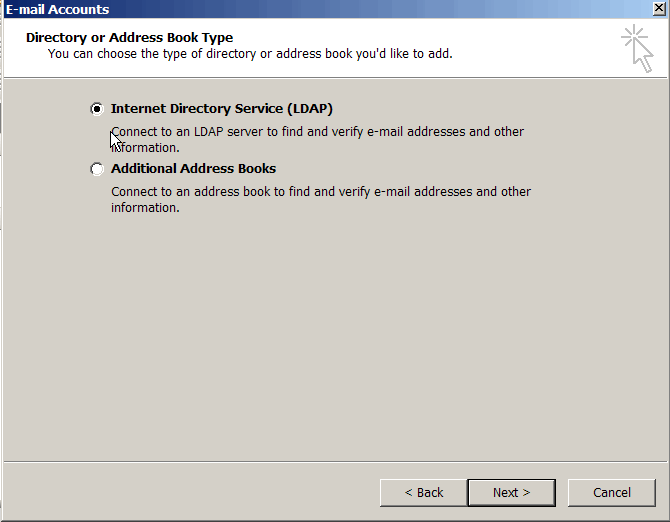 E-mail Accounts
Directory or Address Book Type
You can choose the type of directory or address book you'd like to add.
Internet Directory Service (LDAP)
Connect to an LDAP server to find and verify e-mail addresses and other
information.
Additional Address Books
Connect to an address book to find and verify e-mail addresses and other
information.
< Back
Next >
Cancel